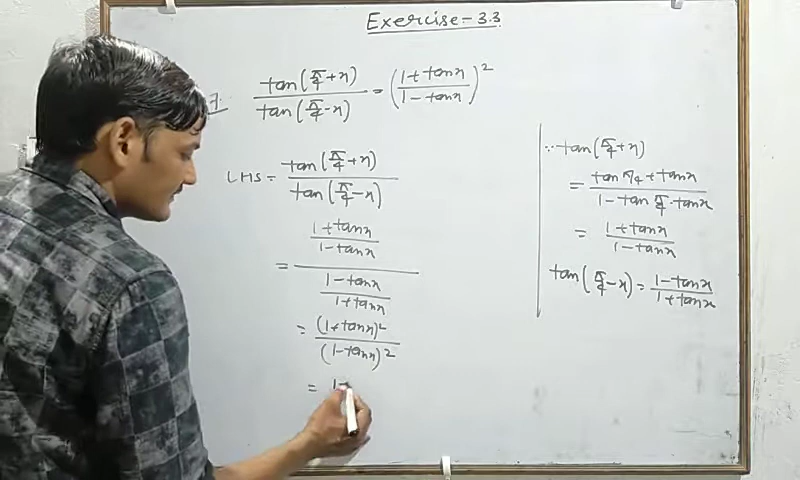 Exercise-3.3
7. tan(π/4+x)/tan(π/4-x) = ((1+tanx)/(1-tanx))²
LHS = tan(π/4+x)/tan(π/4-x)
= ((1+tanx)/(1-tanx))/((1-tanx)/(1+tanx))
= (1+tanx)²/(1-tanx)²
= 1
∵ tan(π/4+x)
= (tan π/4+tanx)/(1-tan π/4·tanx)
= (1+tanx)/(1-tanx)
tan(π/4-x) = (1-tanx)/(1+tanx)